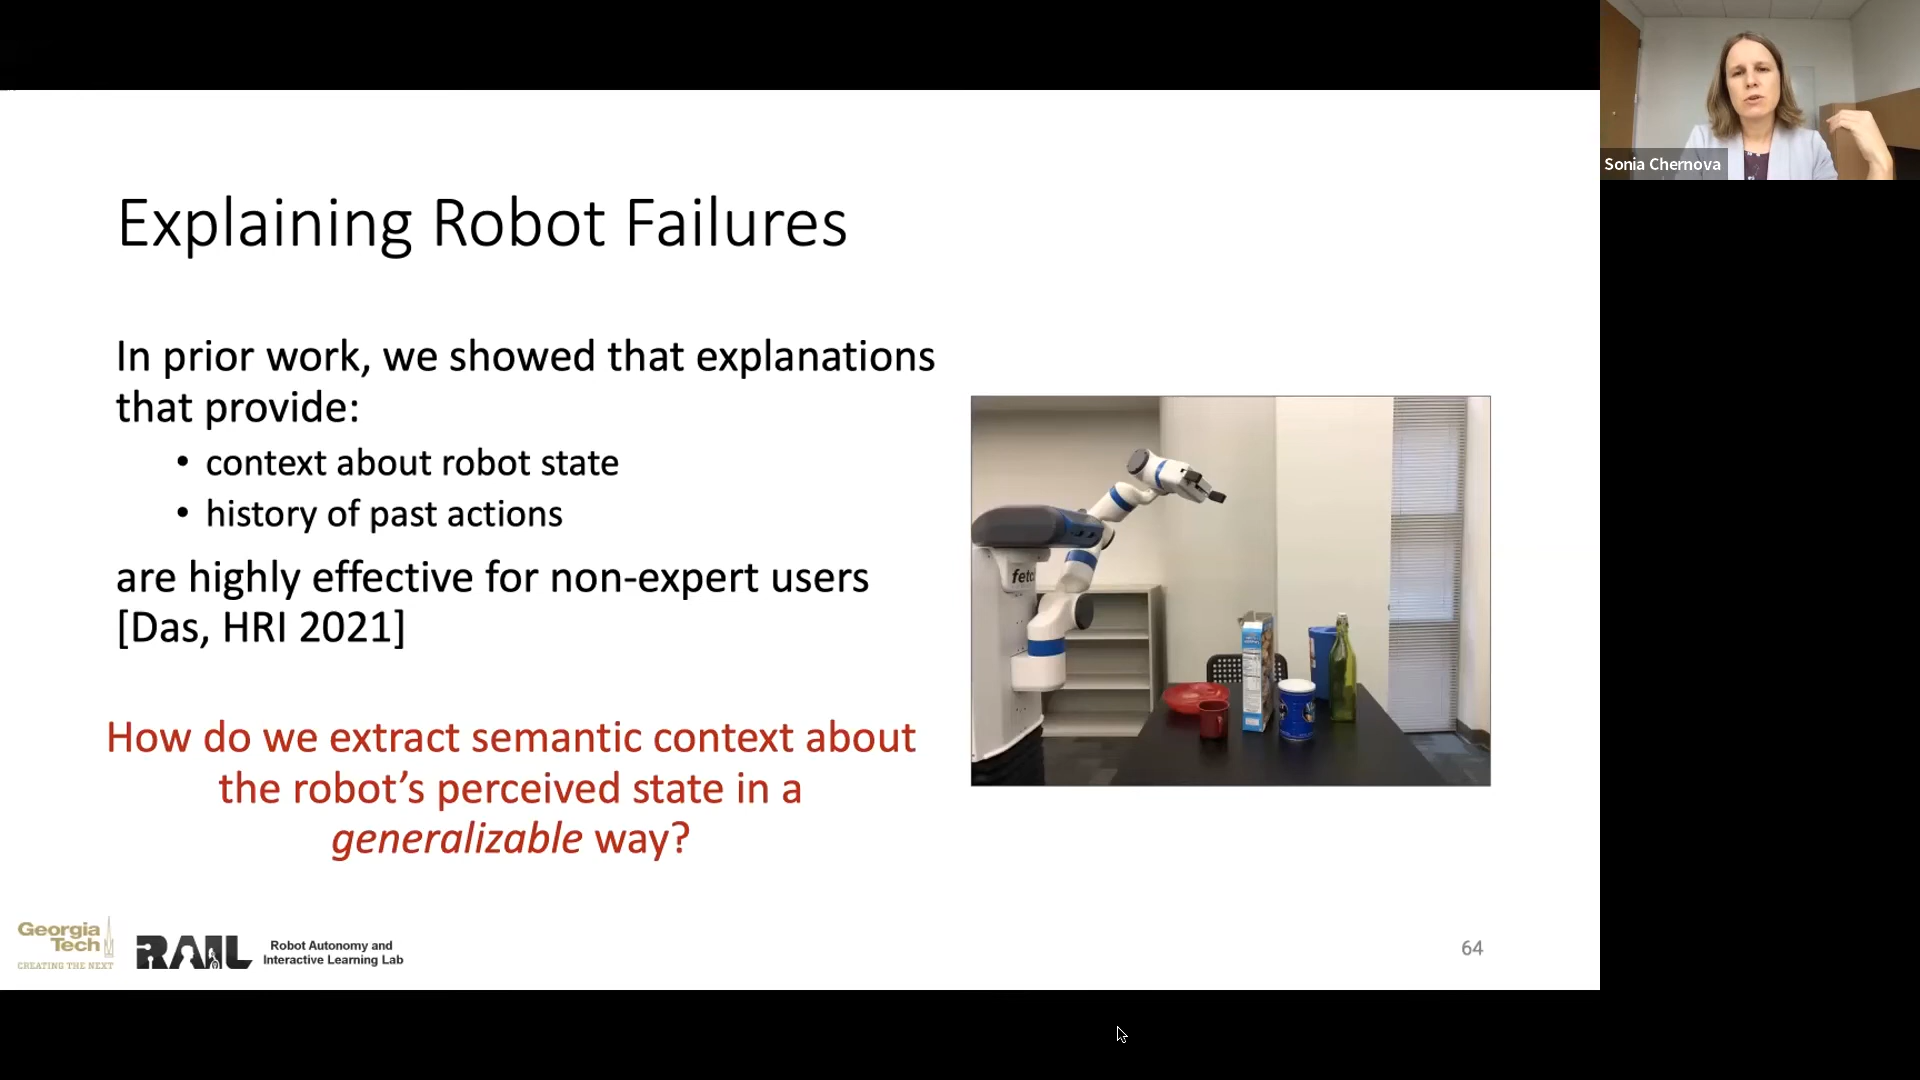 Sonia Chernova
Explaining Robot Failures
In prior work, we showed that explanations
that provide:
• context about robot state
• history of past actions
are highly effective for non-expert users
[Das, HRI 2021]
How do we extract semantic context about
the robot’s perceived state in a
generalizable way?
fetc
Georgia
Tech
CREATING THE NEXT
RAIL
Robot Autonomy and
Interactive Learning Lab
64